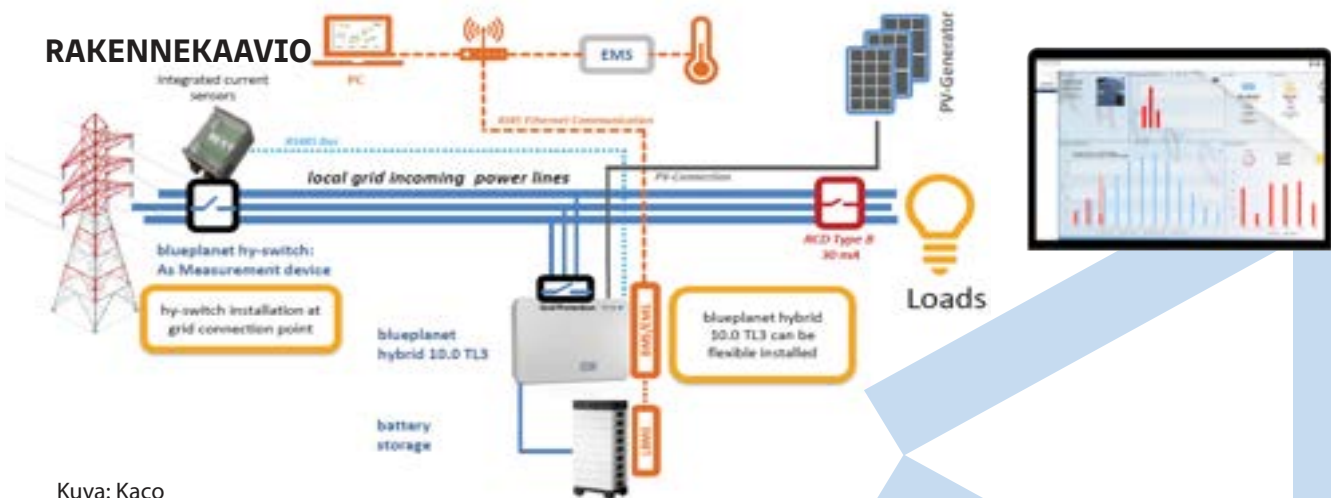 RAKENNEKAAVIO
integrated current
sensors
PC
EMS
PV-Generator
BMS Ethernet Communication
RS485 Bus
local grid incoming power lines
PV-Connection
RCD Type B
30 mA
Loads
blueplanet hy-switch:
As Measurement device
hy-switch installation at
grid connection point
blueplanet
hybrid 10.0 TL3
BMS/EMS
blueplanet hybrid
10.0 TL3 can be
flexible installed
battery
storage
Kuva: Kaco